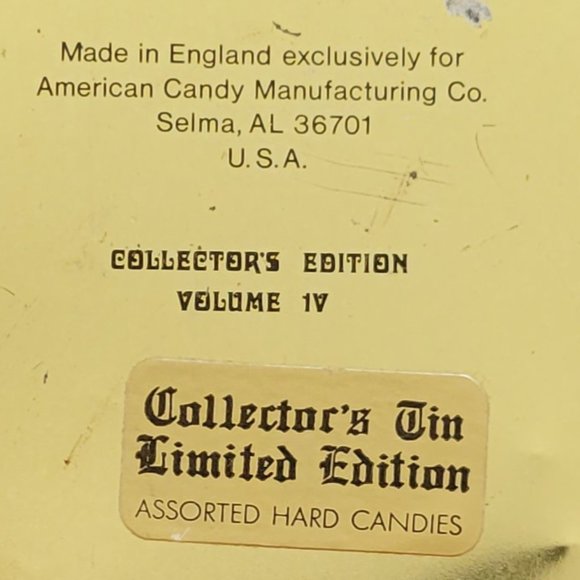 Made in England exclusively for
American Candy Manufacturing Co.
Selma, AL 36701
U.S.A.
COLLECTOR'S EDITION
VOLUME IV
Collector's Tin
Limited Edition
ASSORTED HARD CANDIES